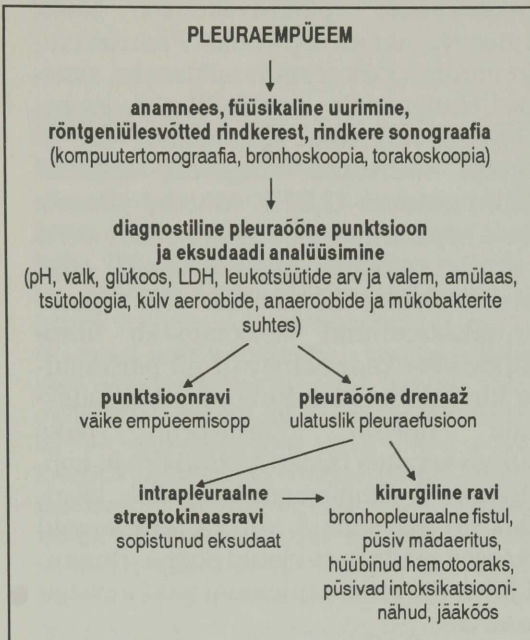 PLEURAEMPÜEEM
anamnees, füüsikaline uurimine,
röntgeniülesvõtted rindkerest, rindkere sonograafia
(kompuutertomograafia, bronhoskoopia, torakoskoopia)
diagnostiline pleuraõõne punktsioon
ja eksudaadi analüüsimine
(pH, valk, glükoos, LDH, leukotsüütide arv ja valem, amülaas,
tsütoloogia, külv aeroobide, anaeroobide ja mükobakterite
suhtes)
punktsioonravi
väike empüeemisopp
pleuraõõne drenaaž
ulatuslik pleuraefusioon
intrapleuraalne
streptokinaasravi
sopistunud eksudaat
kirurgiline ravi
bronhopleuraalne fistul,
püsiv mädaeritus,
hüübinud hemotooraks,
püsivad intoksikatsiooni-
nähud, jääkõõs